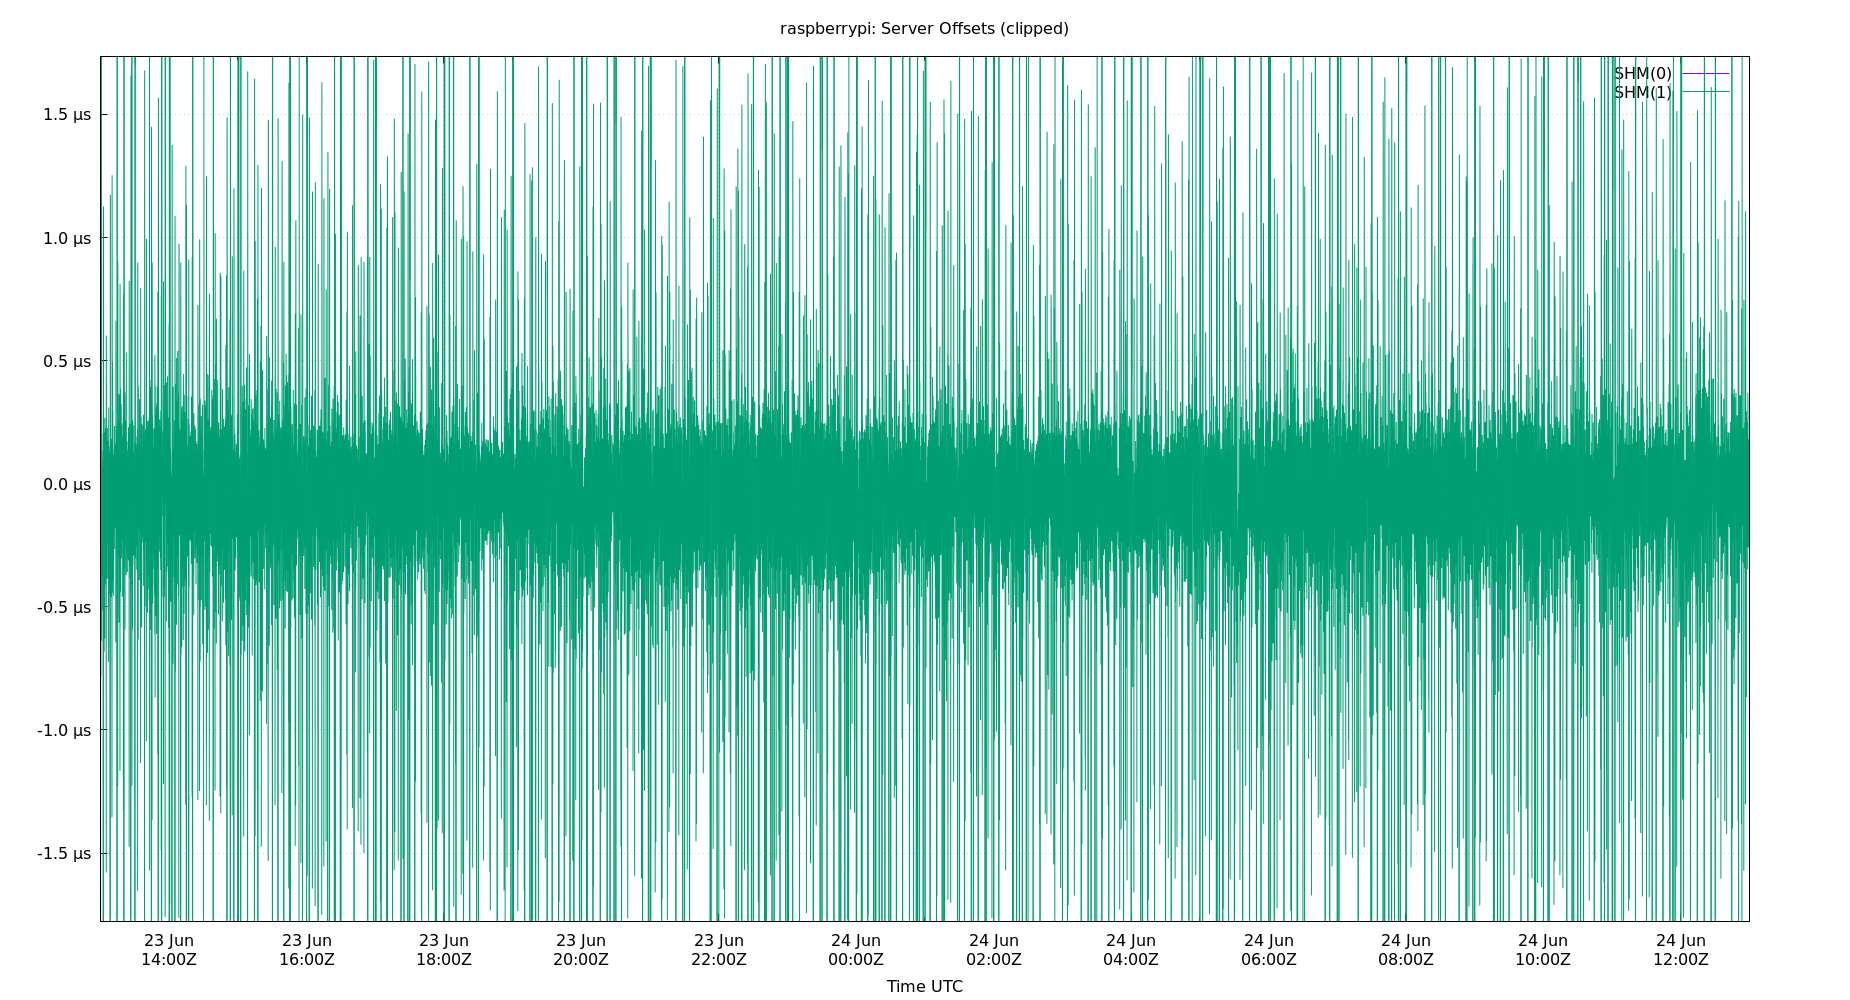 raspberrypi: Server Offsets (clipped)
SHM(0)
SHM(1)
1.5 µs
1.0 µs
0.5 µs
0.0 µs
-0.5 µs
-1.0 µs
-1.5 µs
23 Jun 23 Jun 23 Jun 23 Jun 23 Jun 24 Jun 24 Jun 24 Jun 24 Jun 24 Jun 24 Jun 24 Jun
14:00Z 16:00Z 18:00Z 20:00Z 22:00Z 00:00Z 02:00Z 04:00Z 06:00Z 08:00Z 10:00Z 12:00Z
Time UTC